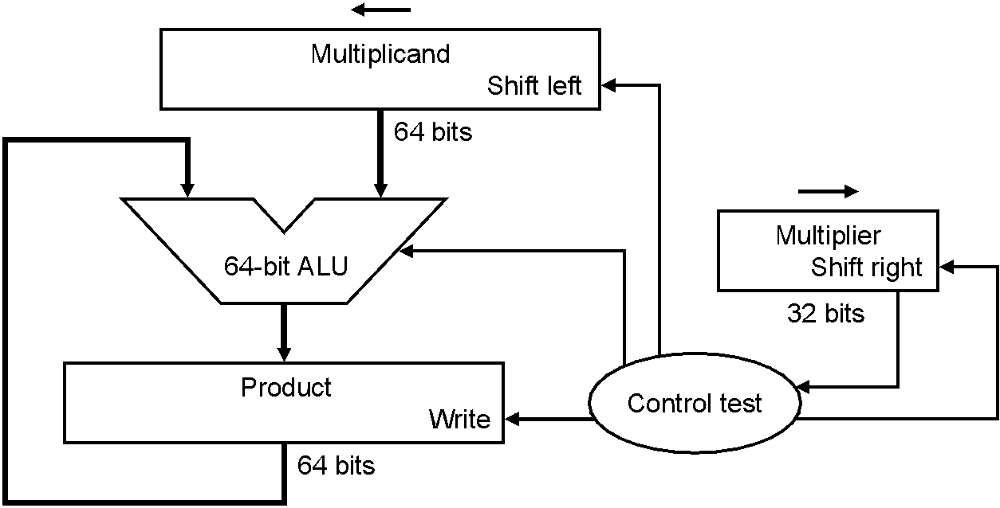 Multiplicand
Shift left
64 bits
64-bit ALU
Multiplier
Shift right
32 bits
Product
Write
64 bits
Control test